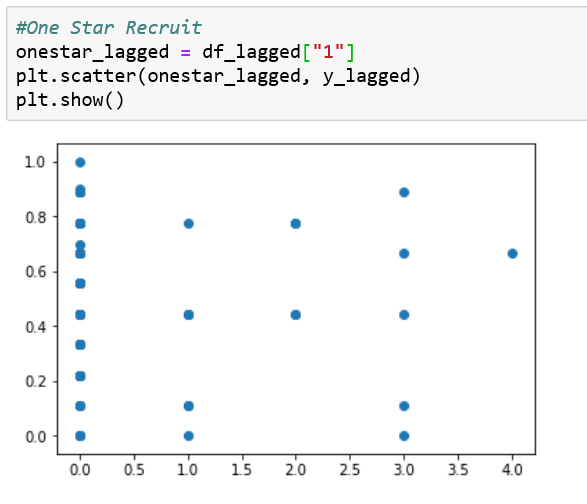 #One Star Recruit
onestar_lagged = df_lagged["1"]
plt.scatter(onestar_lagged, y_lagged)
plt.show()
1.0
0.8
0.6
0.4
0.2
0.0
0.0 0.5 1.0 1.5 2.0 2.5 3.0 3.5 4.0